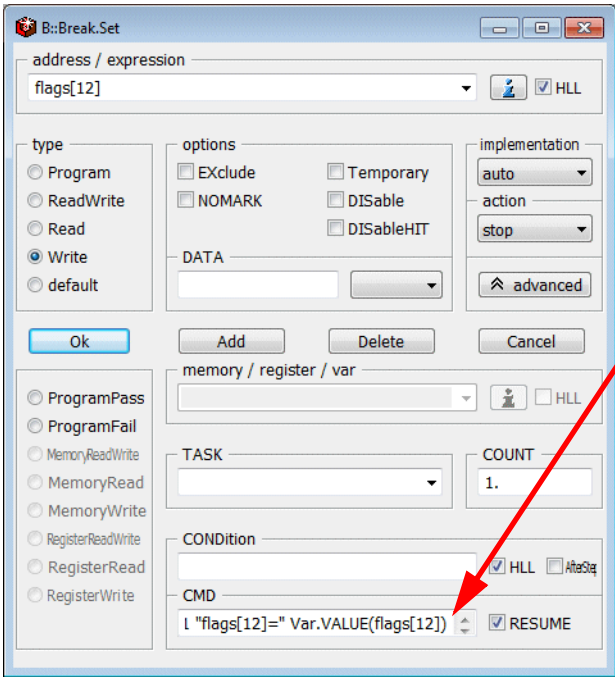 B::Break.Set
address / expression
flags[12]
HLL
type
Program
ReadWrite
Read
Write
default
options
EXclude
Temporary
NOMARK
DISable
DISableHIT
DATA
implementation
auto
action
stop
advanced
Ok
Add
Delete
Cancel
ProgramPass
ProgramFail
MemoryReadWrite
MemoryRead
MemoryWrite
RegisterReadWrite
RegisterRead
RegisterWrite
memory / register / var
HLL
TASK
COUNT
1.
CONDition
HLL
CMD
"flags[12]=" Var.VALUE(flags[12])
RESUME